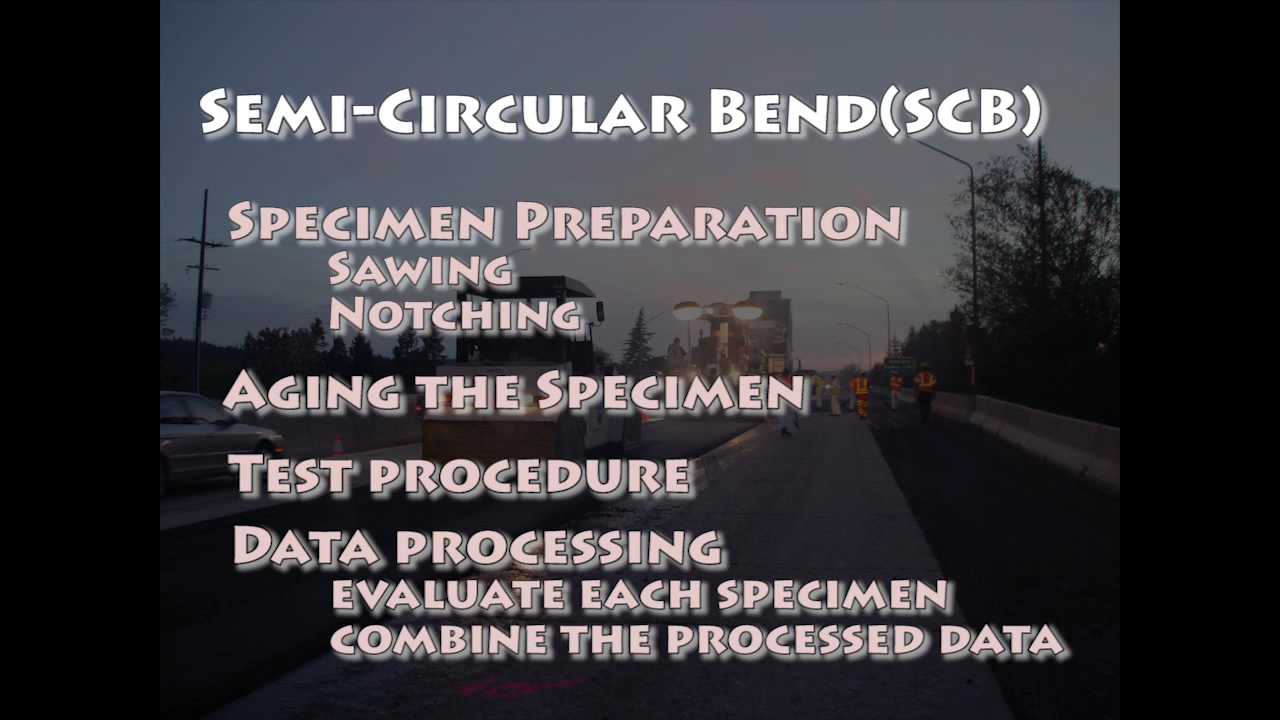 Semi-Circular Bend(SCB)
Specimen Preparation
Sawing
Notching
Aging the Specimen
Test procedure
Data processing
evaluate each specimen
combine the processed data